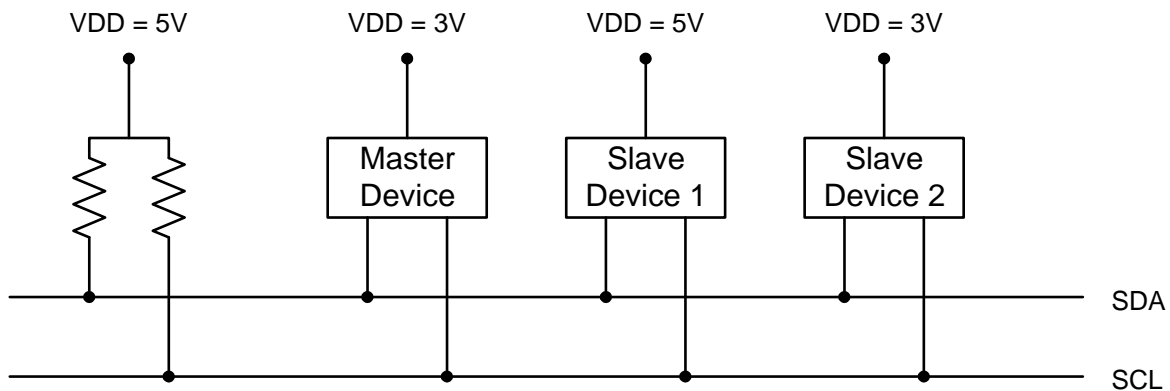 VDD = 5V
VDD = 3V
VDD = 5V
VDD = 3V
Master
Device
Slave
Device 1
Slave
Device 2
SDA
SCL